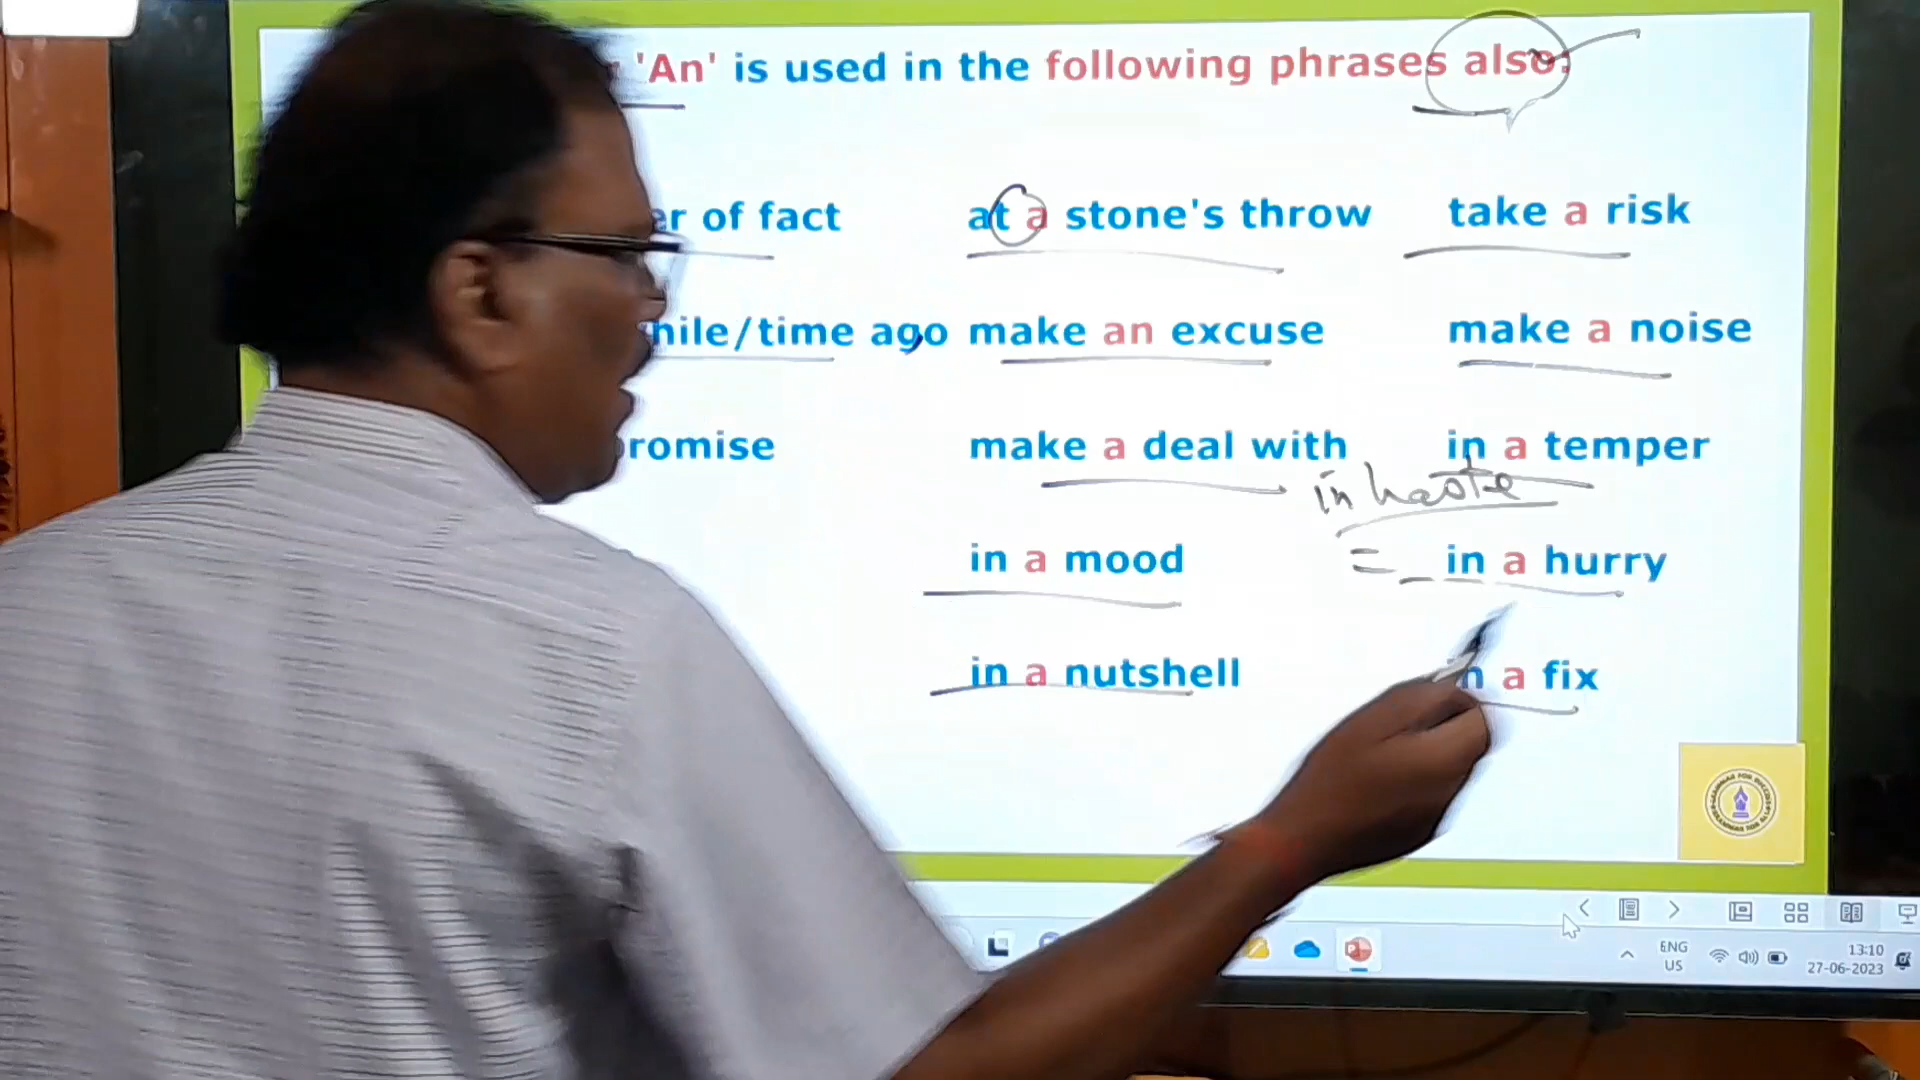 'An' is used in the following phrases also:
of fact at a stone's throw take a risk
/time ago make an excuse make a noise
make a deal with in a temper
in haste
in a mood = in a hurry
in a nutshell in a fix
ENG
US
13:10
27-06-2023